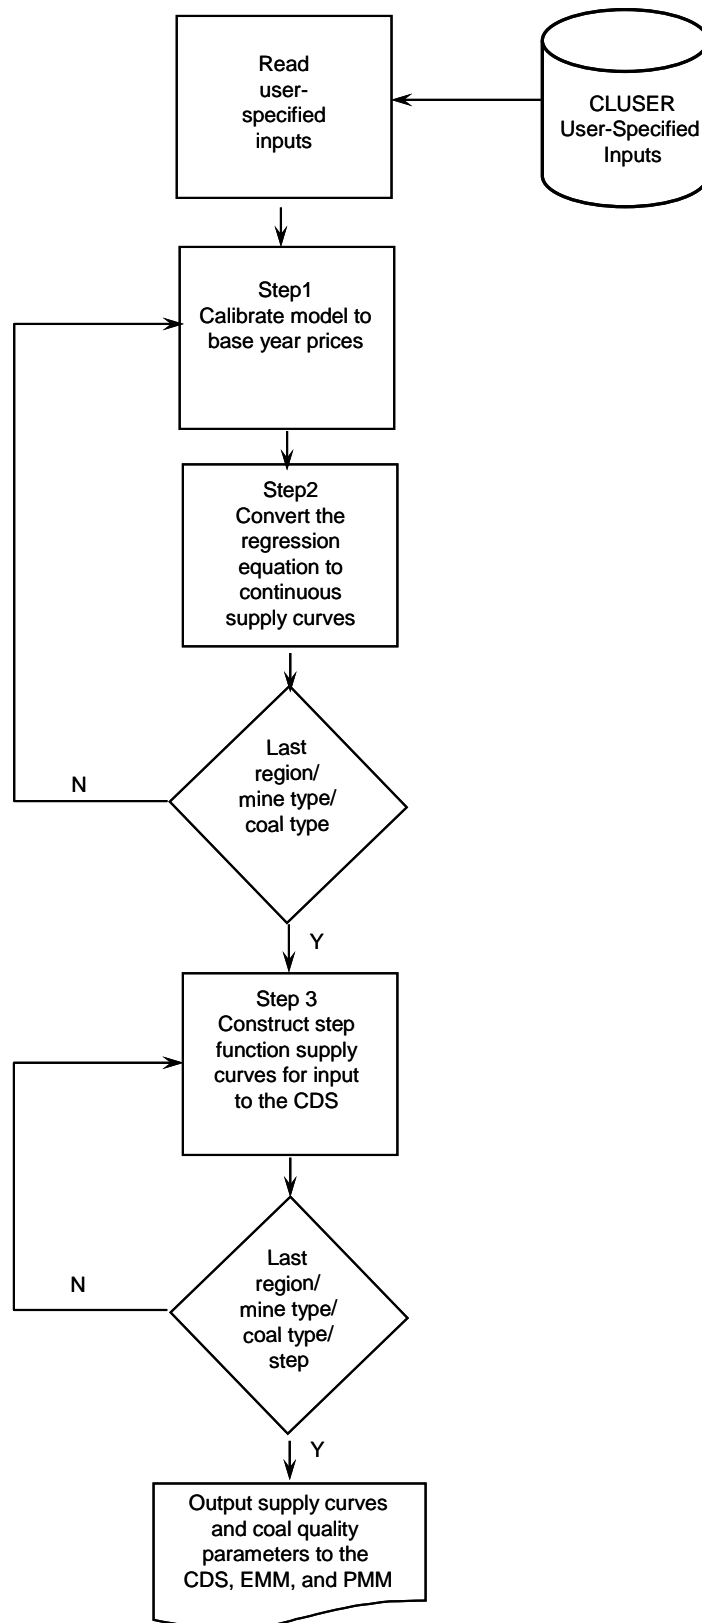 Read
user-
specified
inputs
CLUSER
User-Specified
Inputs
Step1
Calibrate model to
base year prices
Step2
Convert the
regression
equation to
continuous
supply curves
Last
region/
mine type/
coal type
N
Y
Step 3
Construct step
function supply
curves for input
to the CDS
Last
region/
mine type/
coal type/
step
N
Y
Output supply curves
and coal quality
parameters to the
CDS, EMM, and PMM